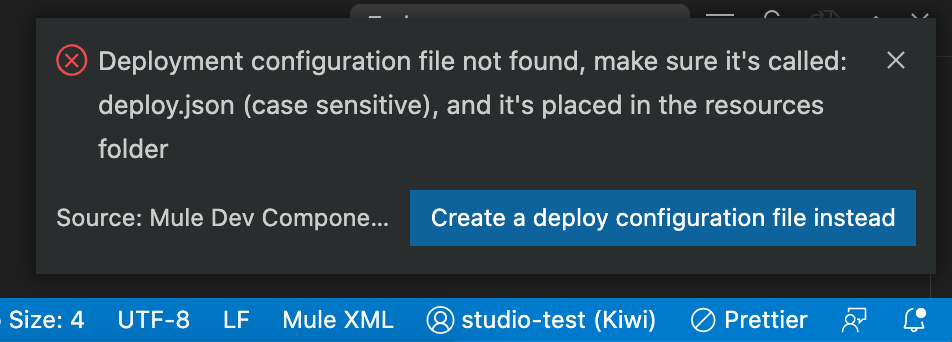 Deployment configuration file not found, make sure it's called:
deploy.json (case sensitive), and it's placed in the resources
folder
Source: Mule Dev Compone...
Create a deploy configuration file instead
Size: 4 UTF-8 LF Mule XML studio-test (Kiwi) Prettier